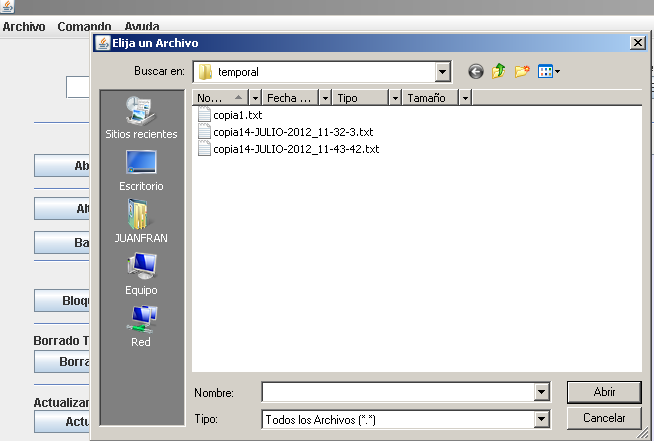 Archivo Comando Ayuda
Elija un Archivo
Buscar en: temporal
No... Fecha ... Tipo Tamaño
copia1.txt
copia14-JULIO-2012_11-32-3.txt
copia14-JULIO-2012_11-43-42.txt
Sitios recientes
Escritorio
JUANFRAN
Equipo
Red
Ab
Alt
Ba
Bloqu
Borrado T
Borra
Actualizar
Actu
Nombre:
Abrir
Tipo: Todos los Archivos (*.*)
Cancelar